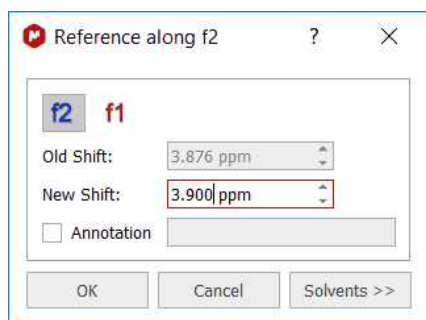 Reference along f2 ?
f2 f1
Old Shift: 3.876 ppm
New Shift: 3.900 ppm
Annotation
OK Cancel Solvents >>